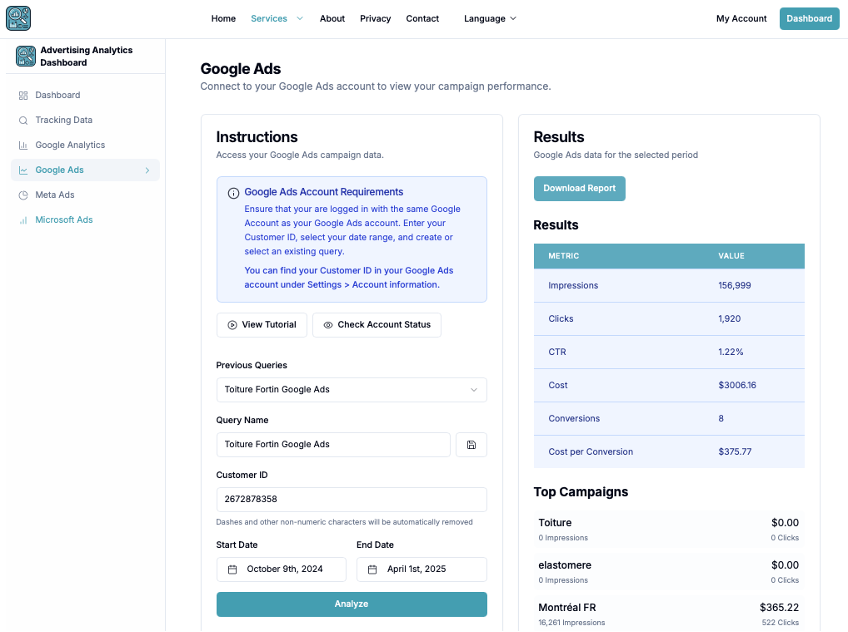 Home Services About Privacy Contact Language My Account Dashboard
Advertising Analytics
Dashboard
Dashboard
Tracking Data
Google Analytics
Google Ads
Meta Ads
Microsoft Ads
Google Ads
Connect to your Google Ads account to view your campaign performance.
Instructions
Access your Google Ads campaign data.
Google Ads Account Requirements
Ensure that your are logged in with the same Google
Account as your Google Ads account. Enter your
Customer ID, select your date range, and create or
select an existing query.
You can find your Customer ID in your Google Ads
account under Settings > Account information.
View Tutorial Check Account Status
Previous Queries
Toiture Fortin Google Ads
Query Name
Toiture Fortin Google Ads
Customer ID
2672878358
Dashes and other non-numeric characters will be automatically removed
Start Date End Date
October 9th, 2024 April 1st, 2025
Analyze
Results
Google Ads data for the selected period
Download Report
Results
METRIC VALUE
Impressions 156,999
Clicks 1,920
CTR 1.22%
Cost $3006.16
Conversions 8
Cost per Conversion $375.77
Top Campaigns
Toiture $0.00
0 Impressions 0 Clicks
elastomere $0.00
0 Impressions 0 Clicks
Montréal FR $365.22
16,261 Impressions 522 Clicks